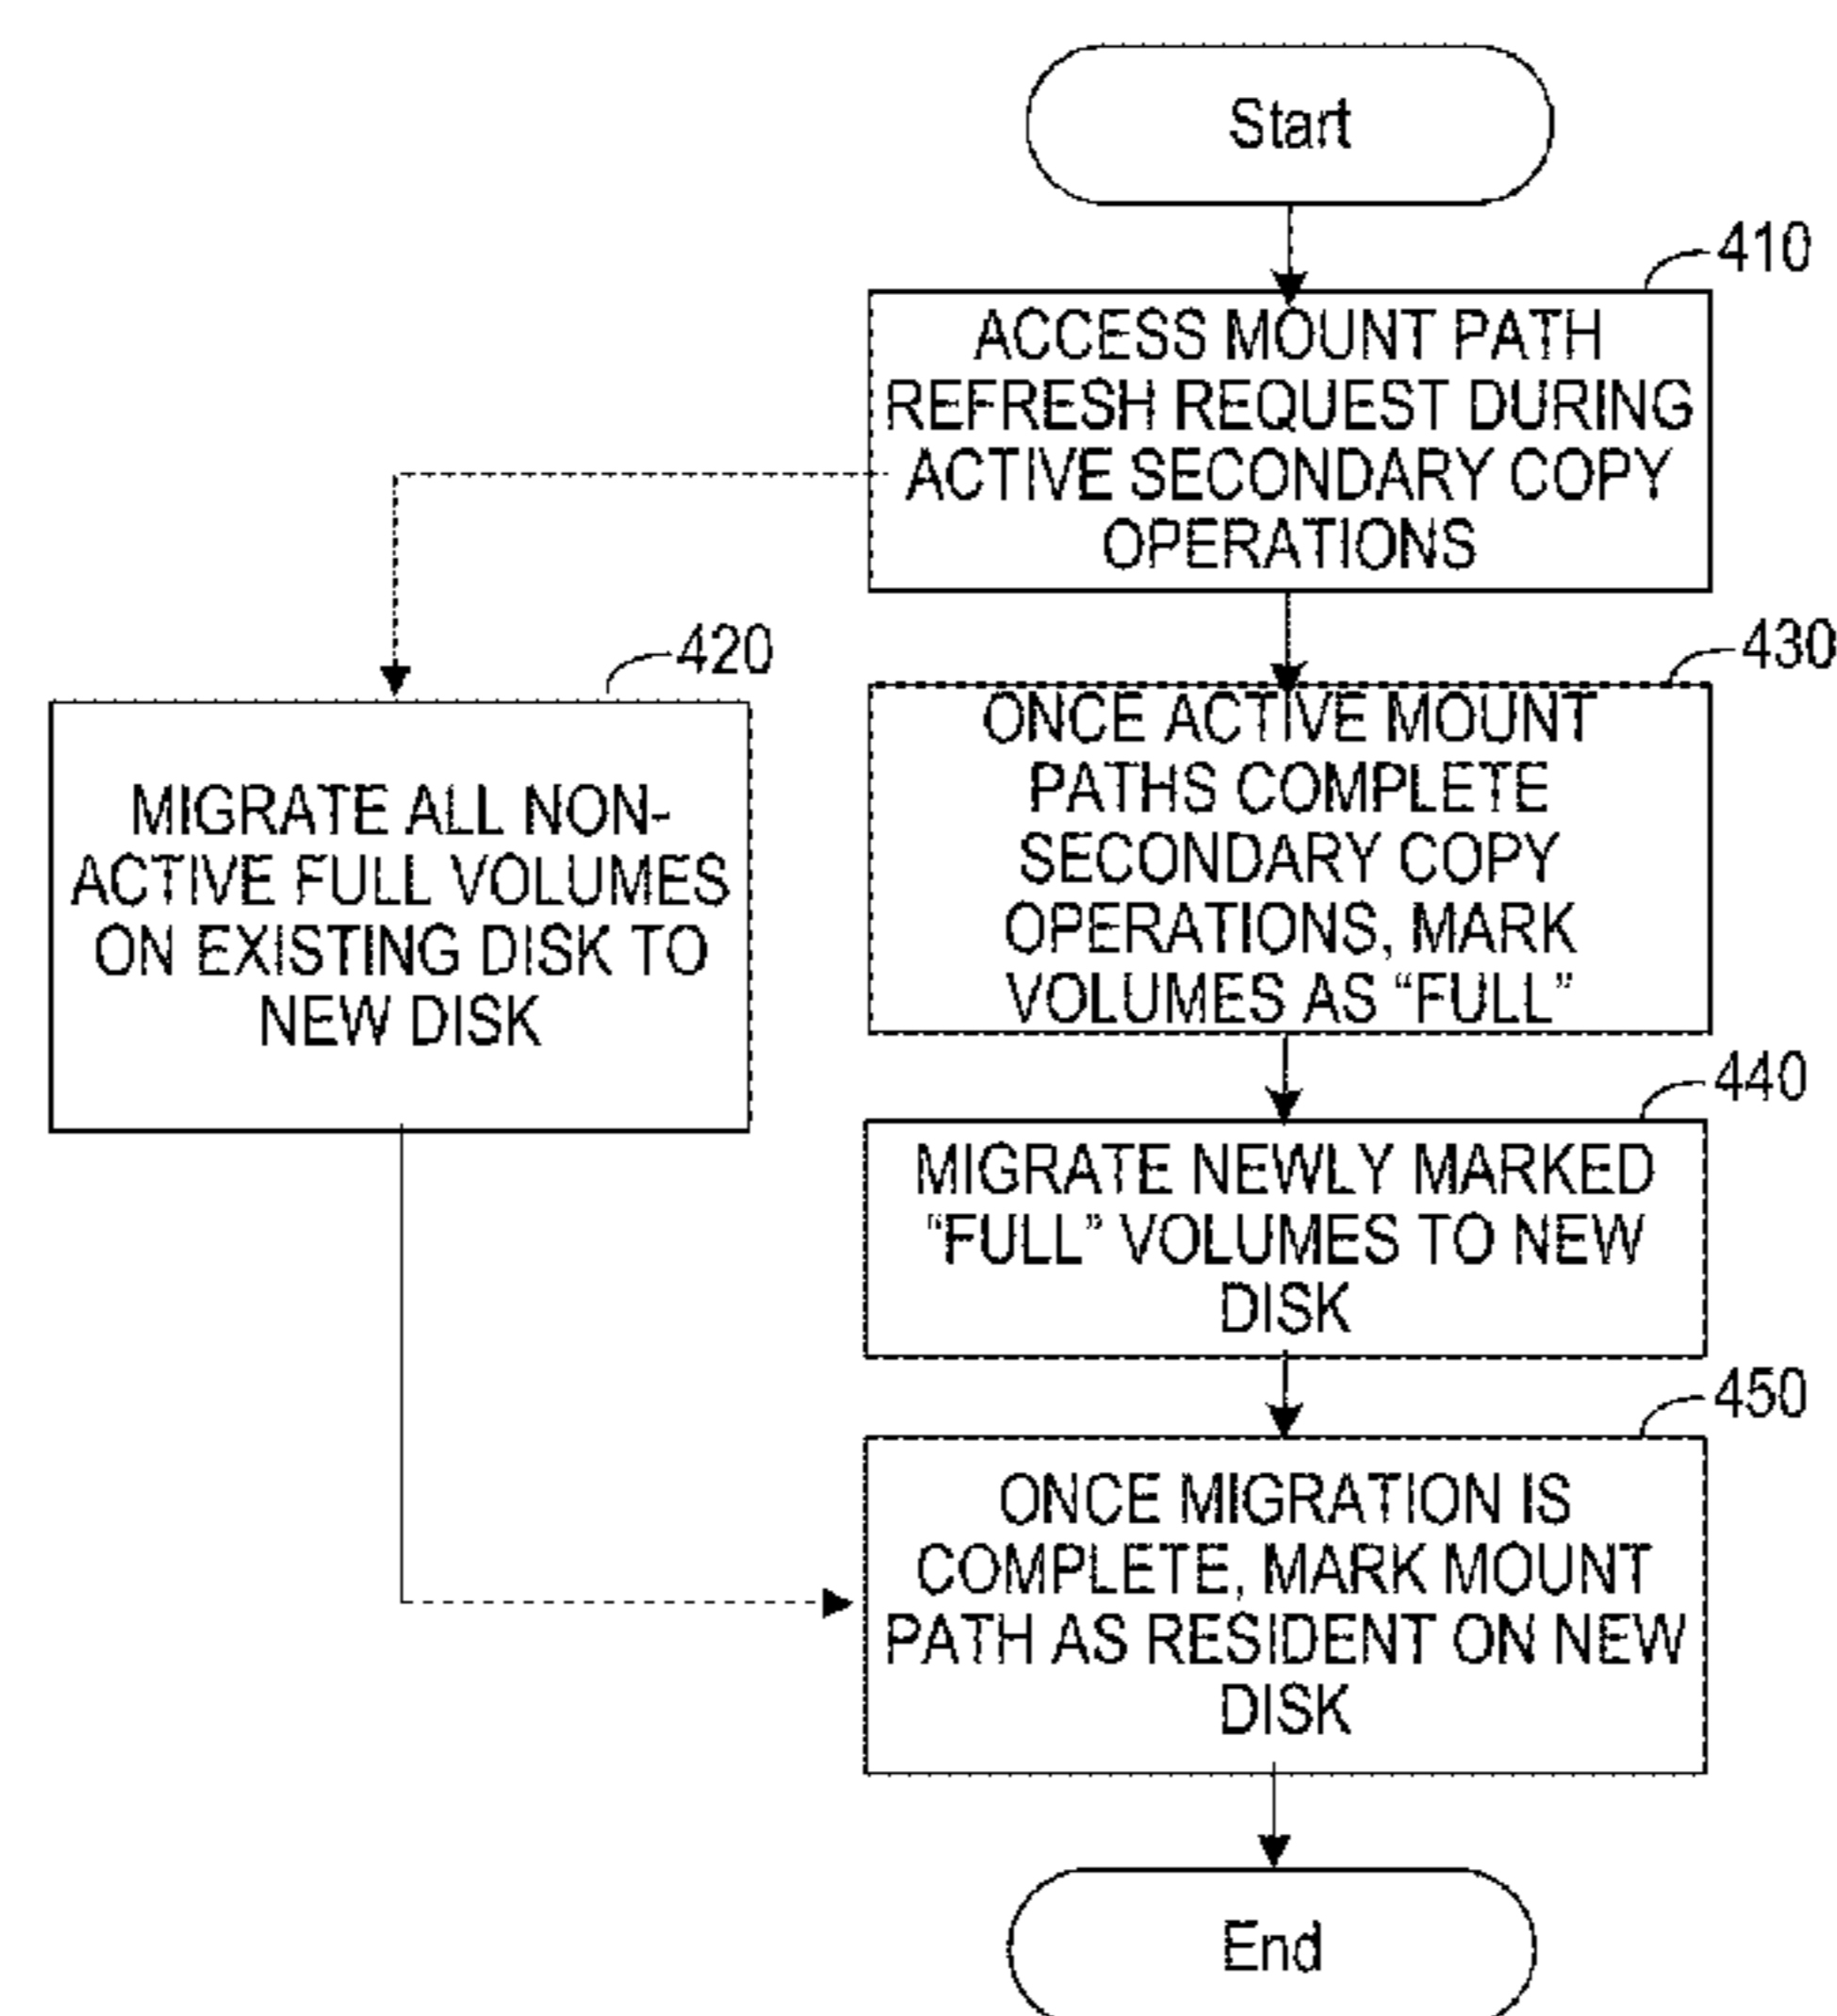 Start
410
ACCESS MOUNT PATH
REFRESH REQUEST DURING
ACTIVE SECONDARY COPY
OPERATIONS
420
MIGRATE ALL NON-
ACTIVE FULL VOLUMES
ON EXISTING DISK TO
NEW DISK
430
ONCE ACTIVE MOUNT
PATHS COMPLETE
SECONDARY COPY
OPERATIONS, MARK
VOLUMES AS “FULL”
440
MIGRATE NEWLY MARKED
“FULL” VOLUMES TO NEW
DISK
450
ONCE MIGRATION IS
COMPLETE, MARK MOUNT
PATH AS RESIDENT ON NEW
DISK
End